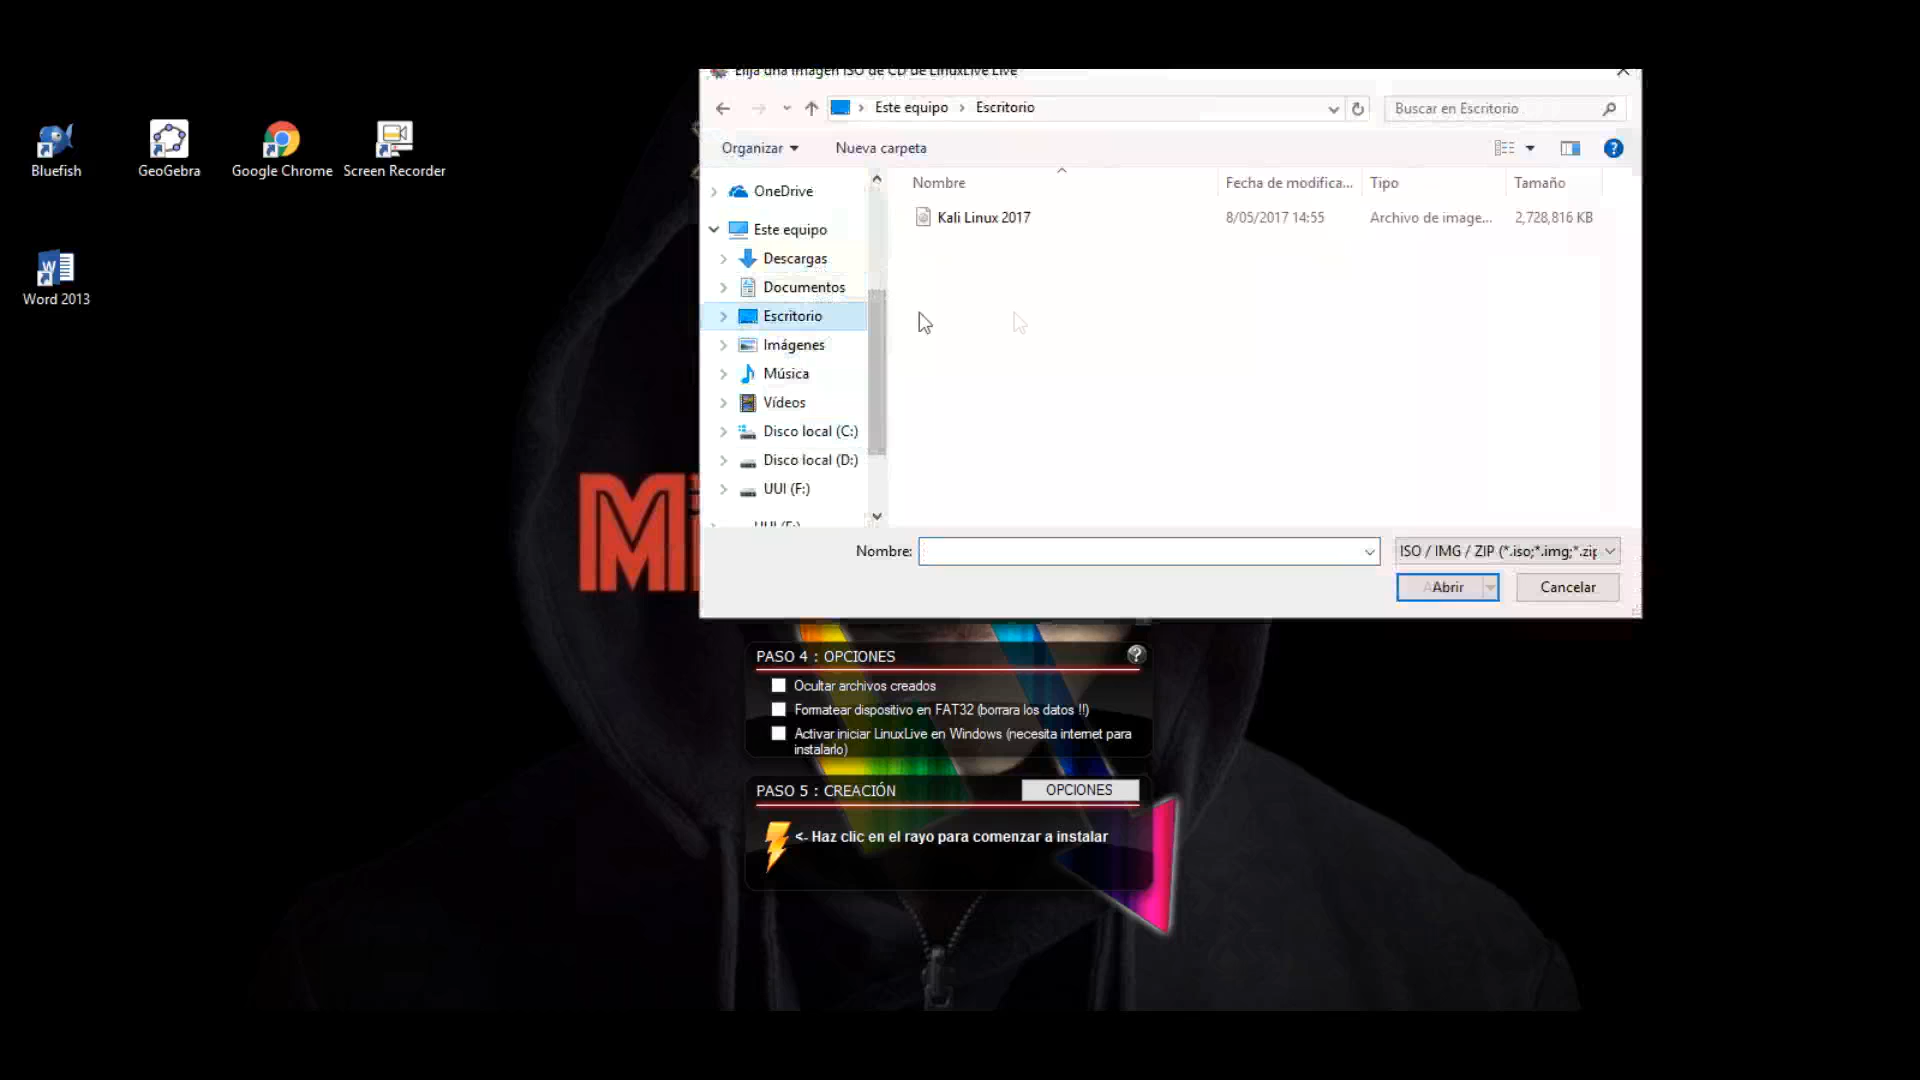 Elija una imagen ISO de CD de LinuxLive Live
Este equipo > Escritorio
Buscar en Escritorio
Organizar
Nueva carpeta
Nombre
Fecha de modifica...
Tipo
Tamaño
Kali Linux 2017
8/05/2017 14:55
Archivo de image...
2,728,816 KB
OneDrive
Este equipo
Descargas
Documentos
Escritorio
Imágenes
Música
Vídeos
Disco local (C:)
Disco local (D:)
UUI (F:)
UUI (F:)
Nombre:
ISO / IMG / ZIP (*.iso;*.img;*.zip
Abrir
Cancelar
Bluefish
GeoGebra
Google Chrome
Screen Recorder
Word 2013
PASO 4 : OPCIONES
?
Ocultar archivos creados
Formatear dispositivo en FAT32 (borrara los datos !!)
Activar iniciar LinuxLive en Windows (necesita internet para
instalarlo)
PASO 5 : CREACIÓN
OPCIONES
<- Haz clic en el rayo para comenzar a instalar